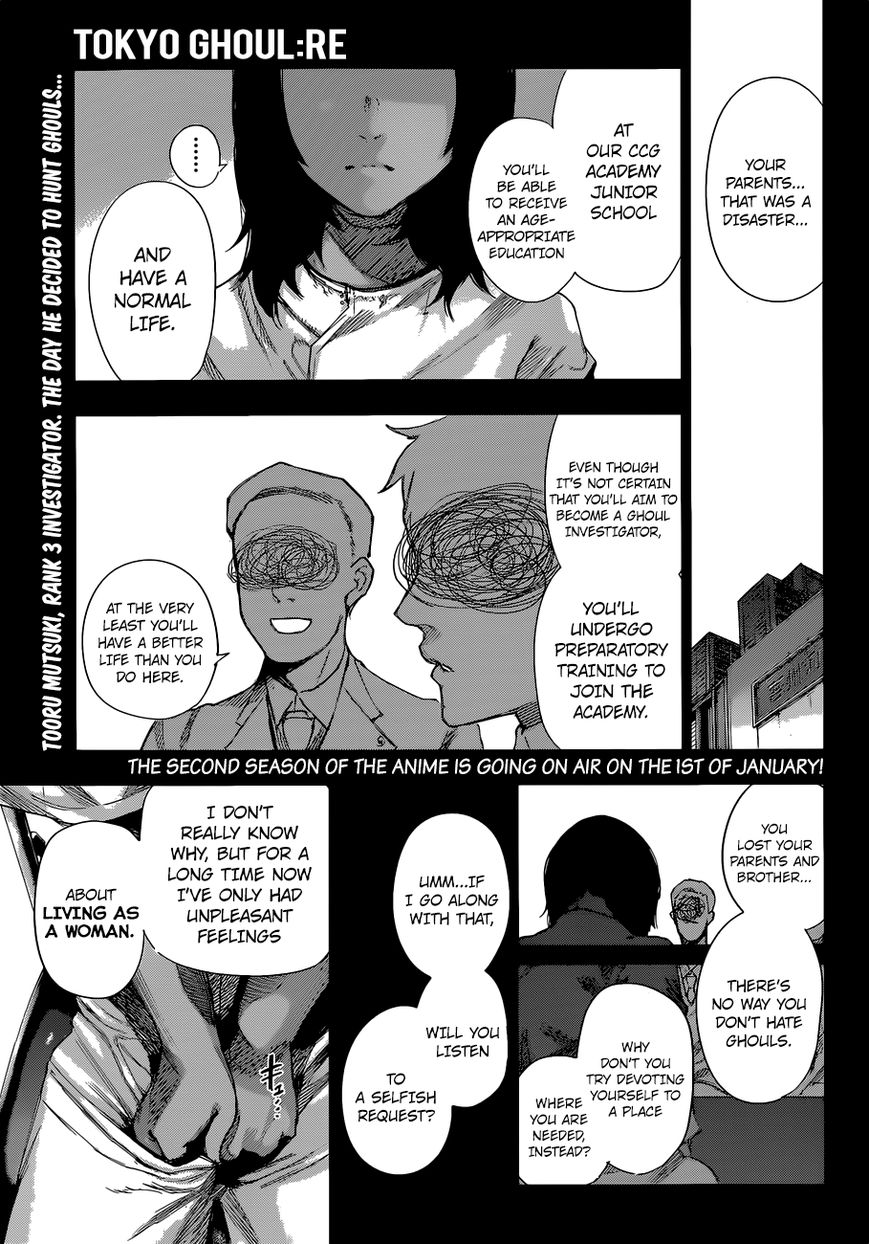 TOKYO GHOUL:RE
TOORU MUTSUKI, RANK 3 INVESTIGATOR. THE DAY HE DECIDED TO HUNT GHOULS...
YOUR
PARENTS...
THAT WAS A
DISASTER...
AT
OUR CCG
ACADEMY
JUNIOR
SCHOOL
YOU'LL
BE ABLE
TO RECEIVE
AN AGE-
APPROPRIATE
EDUCATION
......
AND
HAVE A
NORMAL
LIFE.
EVEN THOUGH
IT'S NOT CERTAIN
THAT YOU'LL AIM TO
BECOME A GHOUL
INVESTIGATOR,
YOU'LL
UNDERGO
PREPARATORY
TRAINING TO
JOIN THE
ACADEMY.
AT THE VERY
LEAST YOU'LL
HAVE A BETTER
LIFE THAN YOU
DO HERE.
THE SECOND SEASON OF THE ANIME IS GOING ON AIR ON THE 1ST OF JANUARY!
YOU
LOST YOUR
PARENTS AND
BROTHER...
THERE'S
NO WAY YOU
DON'T HATE
GHOULS.
WHY
DON'T YOU
TRY DEVOTING
YOURSELF TO
A PLACE
WHERE
YOU ARE
NEEDED,
INSTEAD?
UMM...IF
I GO ALONG
WITH THAT,
WILL YOU
LISTEN
TO
A SELFISH
REQUEST?
I DON'T
REALLY KNOW
WHY, BUT FOR A
LONG TIME NOW
I'VE ONLY HAD
UNPLEASANT
FEELINGS
ABOUT
LIVING AS
A WOMAN.
ギュ…